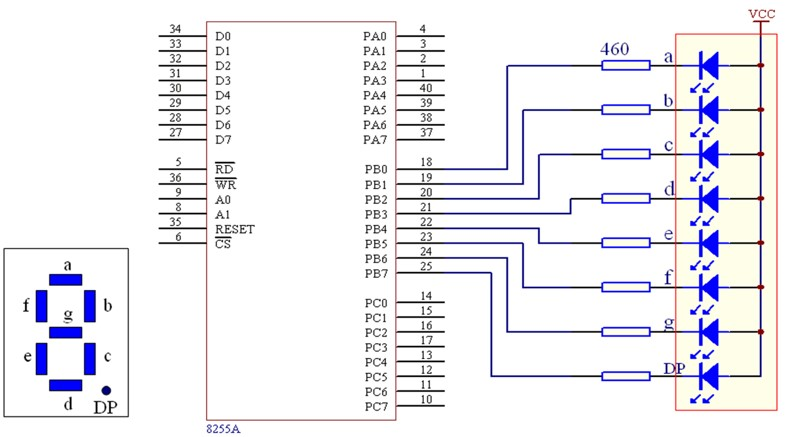 VCC
34 D0 PA0 4
33 D1 PA1 3
32 D2 PA2 2
31 D3 PA3 1
30 D4 PA4 40
29 D5 PA5 39
28 D6 PA6 38
27 D7 PA7 37
5 RD PB0 18
36 WR PB1 19
9 A0 PB2 20
8 A1 PB3 21
35 RESET PB4 22
6 CS PB5 23
PB6 24
PB7 25
PC0 14
PC1 15
PC2 16
PC3 17
PC4 13
PC5 12
PC6 11
PC7 10
8255A
460
a
b
c
d
e
f
g
DP
a
f b
g
e c
d DP